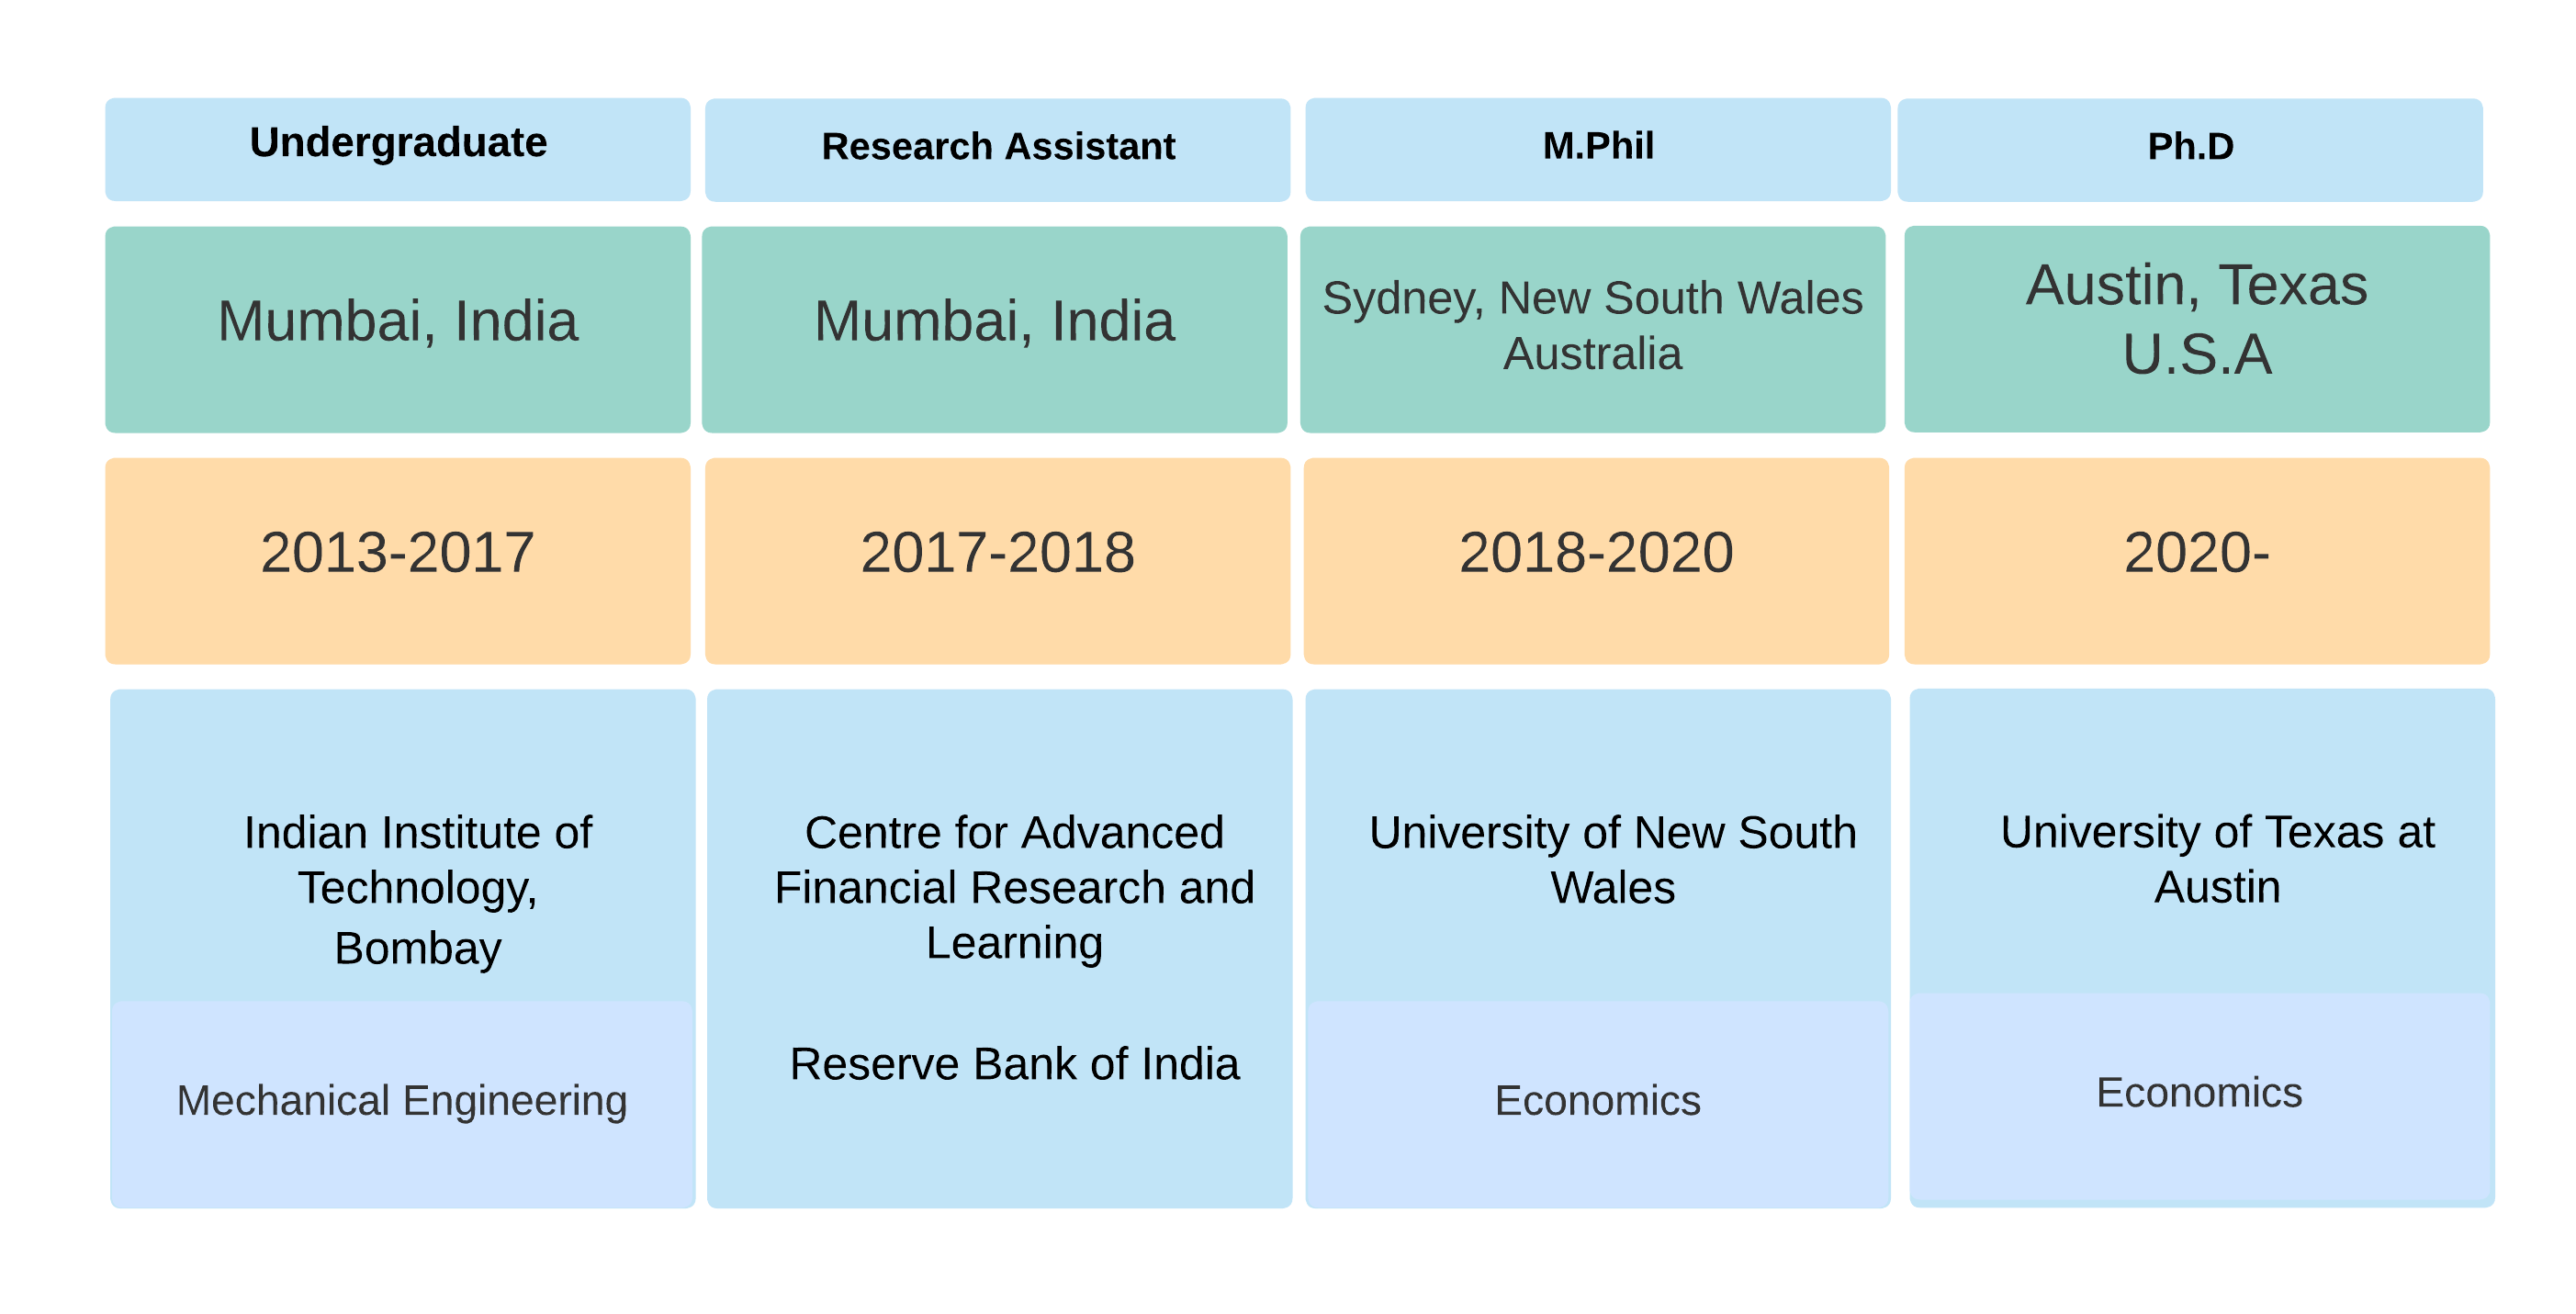 Undergraduate
Research Assistant
M.Phil
Ph.D
Mumbai, India
Mumbai, India
Sydney, New South Wales
Australia
Austin, Texas
U.S.A
2013-2017
2017-2018
2018-2020
2020-
Indian Institute of
Technology,
Bombay
Mechanical Engineering
Centre for Advanced
Financial Research and
Learning
Reserve Bank of India
University of New South
Wales
Economics
University of Texas at
Austin
Economics